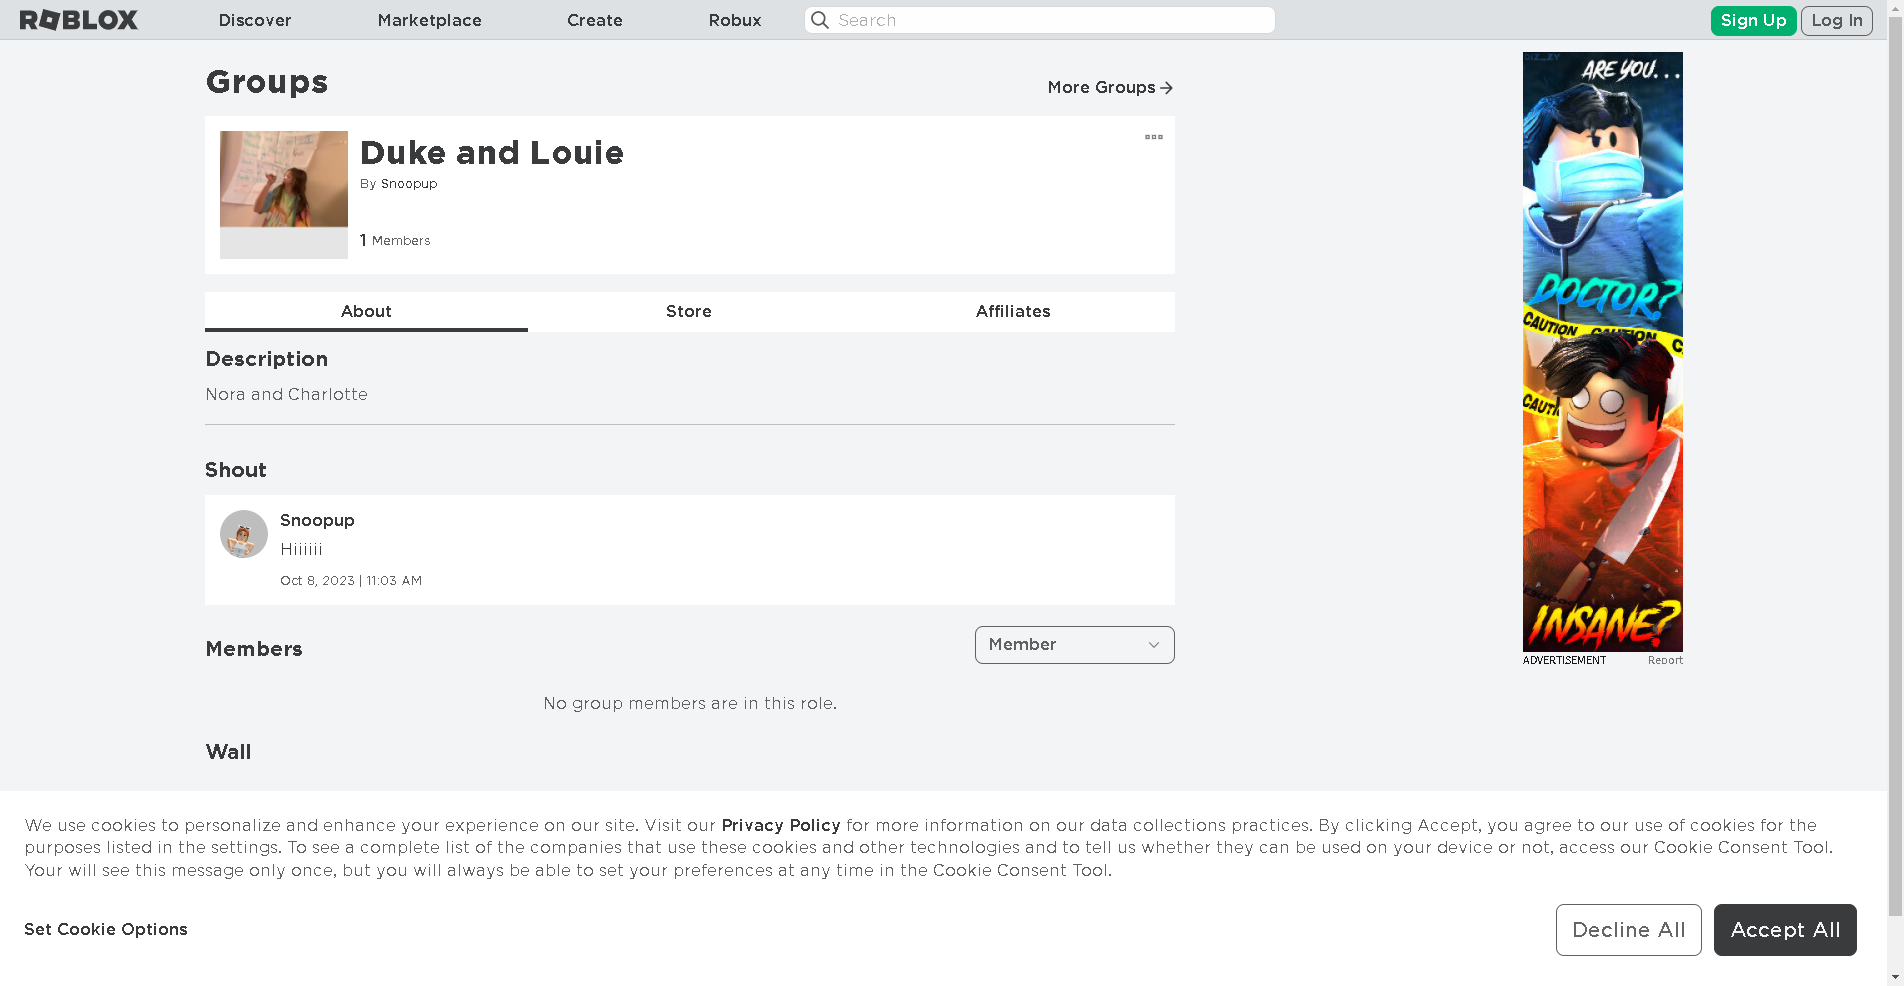 ROBLOX Discover Marketplace Create Robux Search Sign Up Log In
Groups
More Groups
Duke and Louie
By Snoopup
1 Members
About Store Affiliates
Description
Nora and Charlotte
Shout
Snoopup
Hiiiiii
Oct 8, 2023 | 11:03 AM
Members
Member
No group members are in this role.
Wall
ARE YOU...
DOCTOR?
CAUTION CAUTION
INSANE?
ADVERTISEMENT Report
We use cookies to personalize and enhance your experience on our site. Visit our Privacy Policy for more information on our data collections practices. By clicking Accept, you agree to our use of cookies for the
purposes listed in the settings. To see a complete list of the companies that use these cookies and other technologies and to tell us whether they can be used on your device or not, access our Cookie Consent Tool.
Your will see this message only once, but you will always be able to set your preferences at any time in the Cookie Consent Tool.
Set Cookie Options
Decline All Accept All